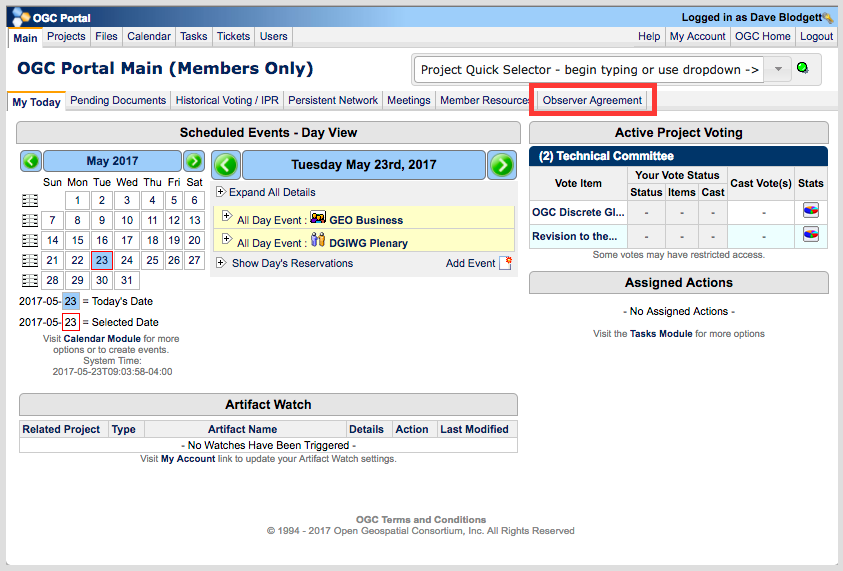 OGC Portal
Logged in as Dave Blodgett
Main Projects Files Calendar Tasks Tickets Users
Help My Account OGC Home Logout
OGC Portal Main (Members Only)
Project Quick Selector - begin typing or use dropdown ->
My Today Pending Documents Historical Voting / IPR Persistent Network Meetings Member Resources Observer Agreement
Scheduled Events - Day View
May 2017
Sun Mon Tue Wed Thu Fri Sat
1 2 3 4 5 6
7 8 9 10 11 12 13
14 15 16 17 18 19 20
21 22 23 24 25 26 27
28 29 30 31
2017-05-23 = Today's Date
2017-05-23 = Selected Date
Visit Calendar Module for more
options or to create events.
System Time:
2017-05-23T09:03:58-04:00
Tuesday May 23rd, 2017
Expand All Details
All Day Event : GEO Business
All Day Event : DGIWG Plenary
Show Day's Reservations
Add Event
Active Project Voting
(2) Technical Committee
Vote Item Your Vote Status Cast Vote(s) Stats
Status Items Cast
OGC Discrete Gl... - - - -
Revision to the... - - - -
Some votes may have restricted access.
Assigned Actions
- No Assigned Actions -
Visit the Tasks Module for more options
Artifact Watch
Related Project Type Artifact Name Details Action Last Modified
- No Watches Have Been Triggered -
Visit My Account link to update your Artifact Watch settings.
OGC Terms and Conditions
© 1994 - 2017 Open Geospatial Consortium, Inc. All Rights Reserved